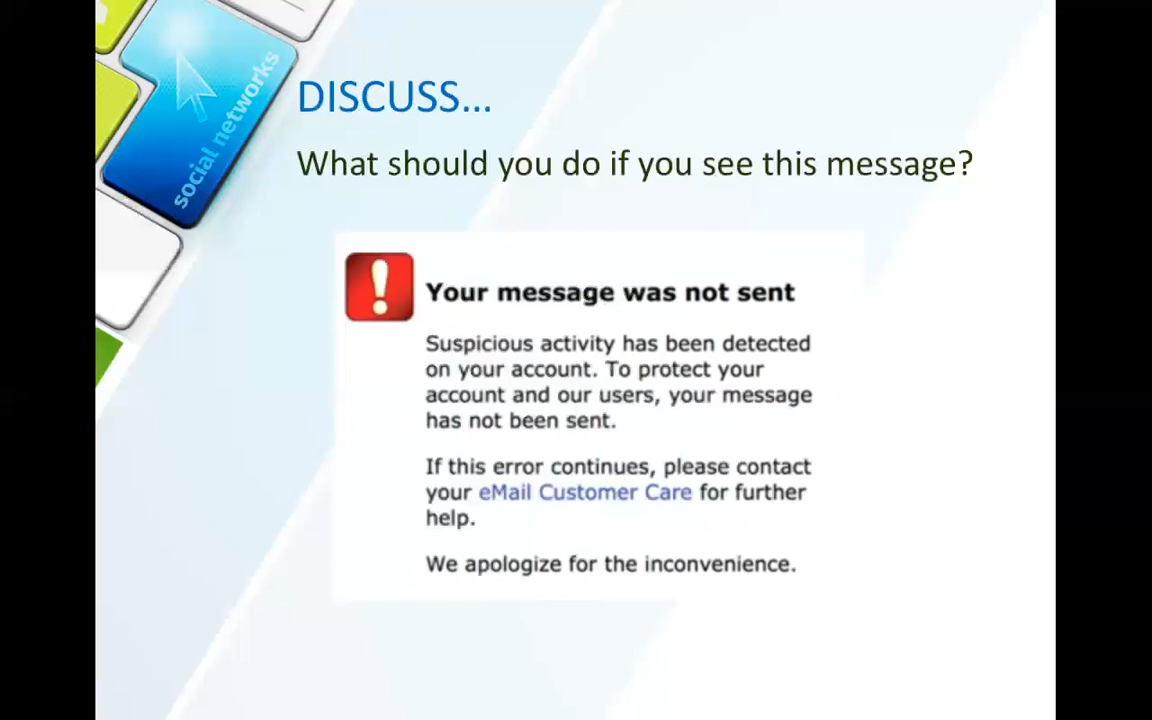 social networks
DISCUSS...
What should you do if you see this message?
Your message was not sent
Suspicious activity has been detected
on your account. To protect your
account and our users, your message
has not been sent.
If this error continues, please contact
your eMail Customer Care for further
help.
We apologize for the inconvenience.